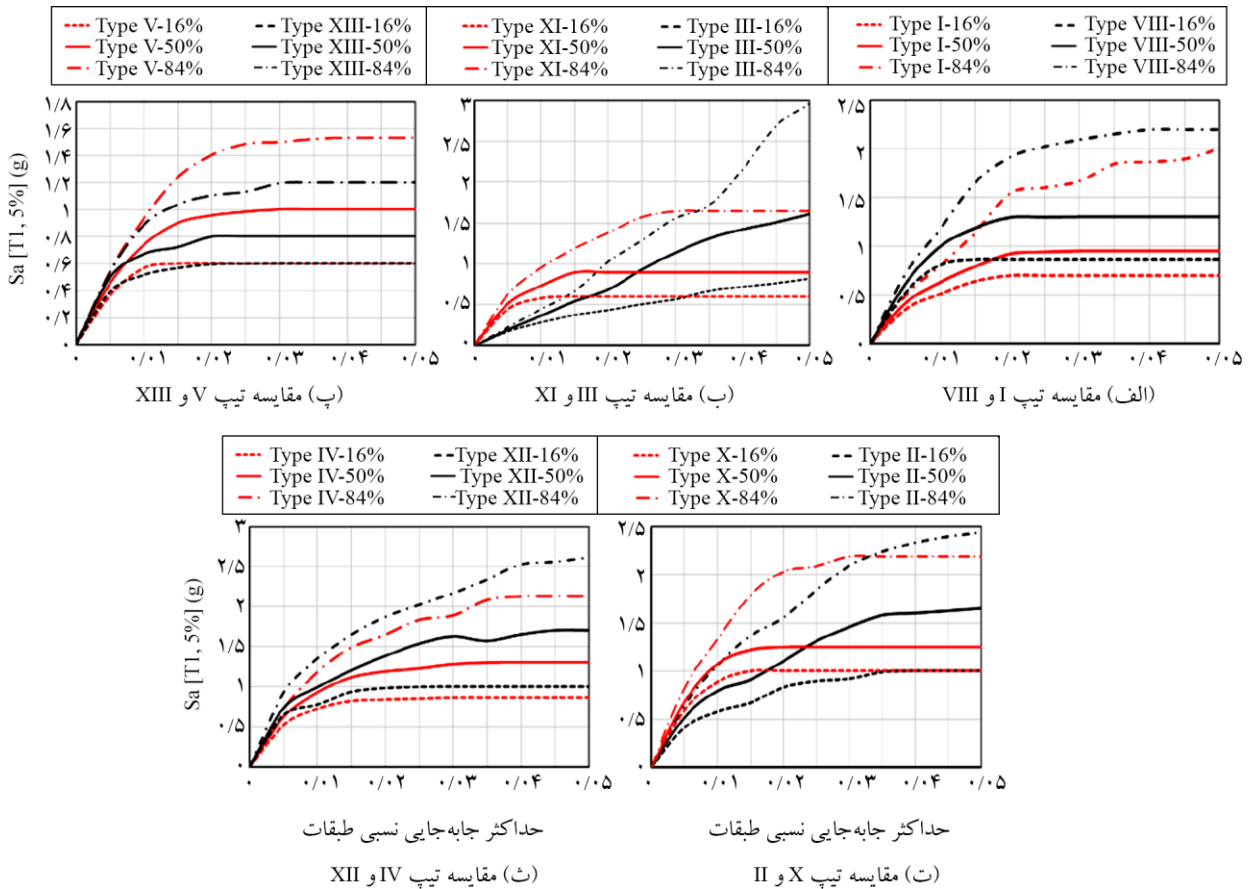 Type V-16% Type XIII-16%
Type V-50% Type XIII-50%
Type V-84% Type XIII-84%
Type XI-16% Type III-16%
Type XI-50% Type III-50%
Type XI-84% Type III-84%
Type I-16% Type VIII-16%
Type I-50% Type VIII-50%
Type I-84% Type VIII-84%
Sa [T1, 5%] (g)
۱/۸
۱/۶
۱/۴
۱/۲
۱
۰/۸
۰/۶
۰/۴
۰/۲
۰
۰ ۰/۰۱ ۰/۰۲ ۰/۰۳ ۰/۰۴ ۰/۰۵
۳
۲/۵
۲
۱/۵
۱
۰/۵
۰
۰ ۰/۰۱ ۰/۰۲ ۰/۰۳ ۰/۰۴ ۰/۰۵
۲/۵
۲
۱/۵
۱
۰/۵
۰
۰ ۰/۰۱ ۰/۰۲ ۰/۰۳ ۰/۰۴ ۰/۰۵
(الف) مقایسه تیپ I و VIII
(ب) مقایسه تیپ III و XI
(پ) مقایسه تیپ V و XIII
Type IV-16% Type XII-16%
Type IV-50% Type XII-50%
Type IV-84% Type XII-84%
Type X-16% Type II-16%
Type X-50% Type II-50%
Type X-84% Type II-84%
Sa [T1, 5%] (g)
۳
۲/۵
۲
۱/۵
۱
۰/۵
۰
۰ ۰/۰۱ ۰/۰۲ ۰/۰۳ ۰/۰۴ ۰/۰۵
۲/۵
۲
۱/۵
۱
۰/۵
۰
۰ ۰/۰۱ ۰/۰۲ ۰/۰۳ ۰/۰۴ ۰/۰۵
حداکثر جابه‌جایی نسبی طبقات
حداکثر جابه‌جایی نسبی طبقات
(ت) مقایسه تیپ X و II
(ث) مقایسه تیپ IV و XII